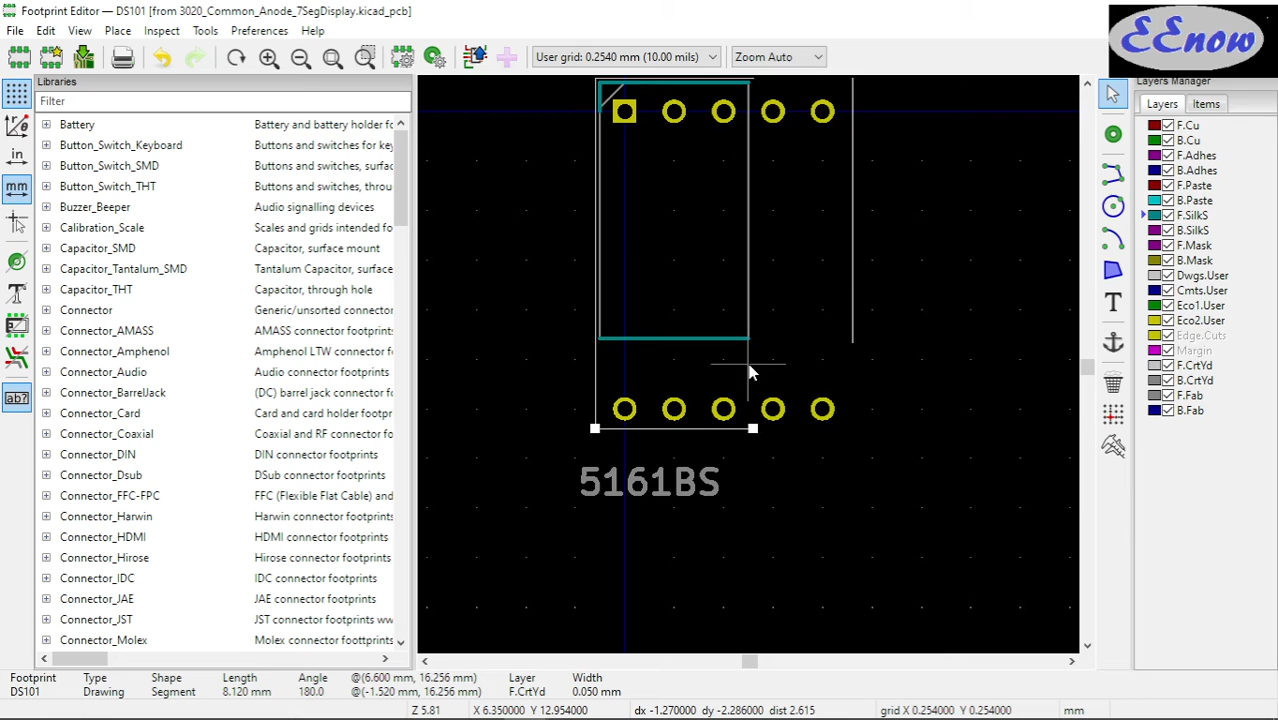 Footprint Editor — DS101 [from 3020_Common_Anode_7SegDisplay.kicad_pcb]
EEnow
File Edit View Place Inspect Tools Preferences Help
User grid: 0.2540 mm (10.00 mils)
Zoom Auto
Libraries
Filter
Battery Battery and battery holder fo
Button_Switch_Keyboard Buttons and switches for key
Button_Switch_SMD Buttons and switches, surfac
Button_Switch_THT Buttons and switches, throu
Buzzer_Beeper Audio signalling devices
Calibration_Scale Scales and grids intended fo
Capacitor_SMD Capacitor, surface mount
Capacitor_Tantalum_SMD Tantalum Capacitor, surface
Capacitor_THT Capacitor, through hole
Connector Generic/unsorted connector
Connector_AMASS AMASS connector footprints
Connector_Amphenol Amphenol LTW connector fo
Connector_Audio Audio connector footprints
Connector_BarrelJack (DC) barrel jack connector f
Connector_Card Card and card holder footpr
Connector_Coaxial Coaxial and RF connector fo
Connector_DIN DIN connector footprints
Connector_Dsub DSub connector footprints
Connector_FFC-FPC FFC (Flexible Flat Cable) and
Connector_Harwin Harwin connector footprints
Connector_HDMI HDMI connector footprints
Connector_Hirose Hirose connector footprints
Connector_IDC IDC connector footprints
Connector_JAE JAE connector footprints
Connector_JST JST connector footprints ww
Connector_Molex Molex connector foottprints
in
mm
ab?
5161BS
Layers Manager
Layers Items
F.Cu
B.Cu
F.Adhes
B.Adhes
F.Paste
B.Paste
F.SilkS
B.SilkS
F.Mask
B.Mask
Dwgs.User
Cmts.User
Eco1.User
Eco2.User
Edge.Cuts
Margin
F.CrtYd
B.CrtYd
F.Fab
B.Fab
Footprint Type Shape Length Angle @(6.600 mm, 16.256 mm) Layer Width
DS101 Drawing Segment 8.120 mm 180.0 @(-1.520 mm, 16.256 mm) F.CrtYd 0.050 mm
Z 5.81 X 6.350000 Y 12.954000 dx -1.270000 dy -2.286000 dist 2.615 grid X 0.254000 Y 0.254000 mm